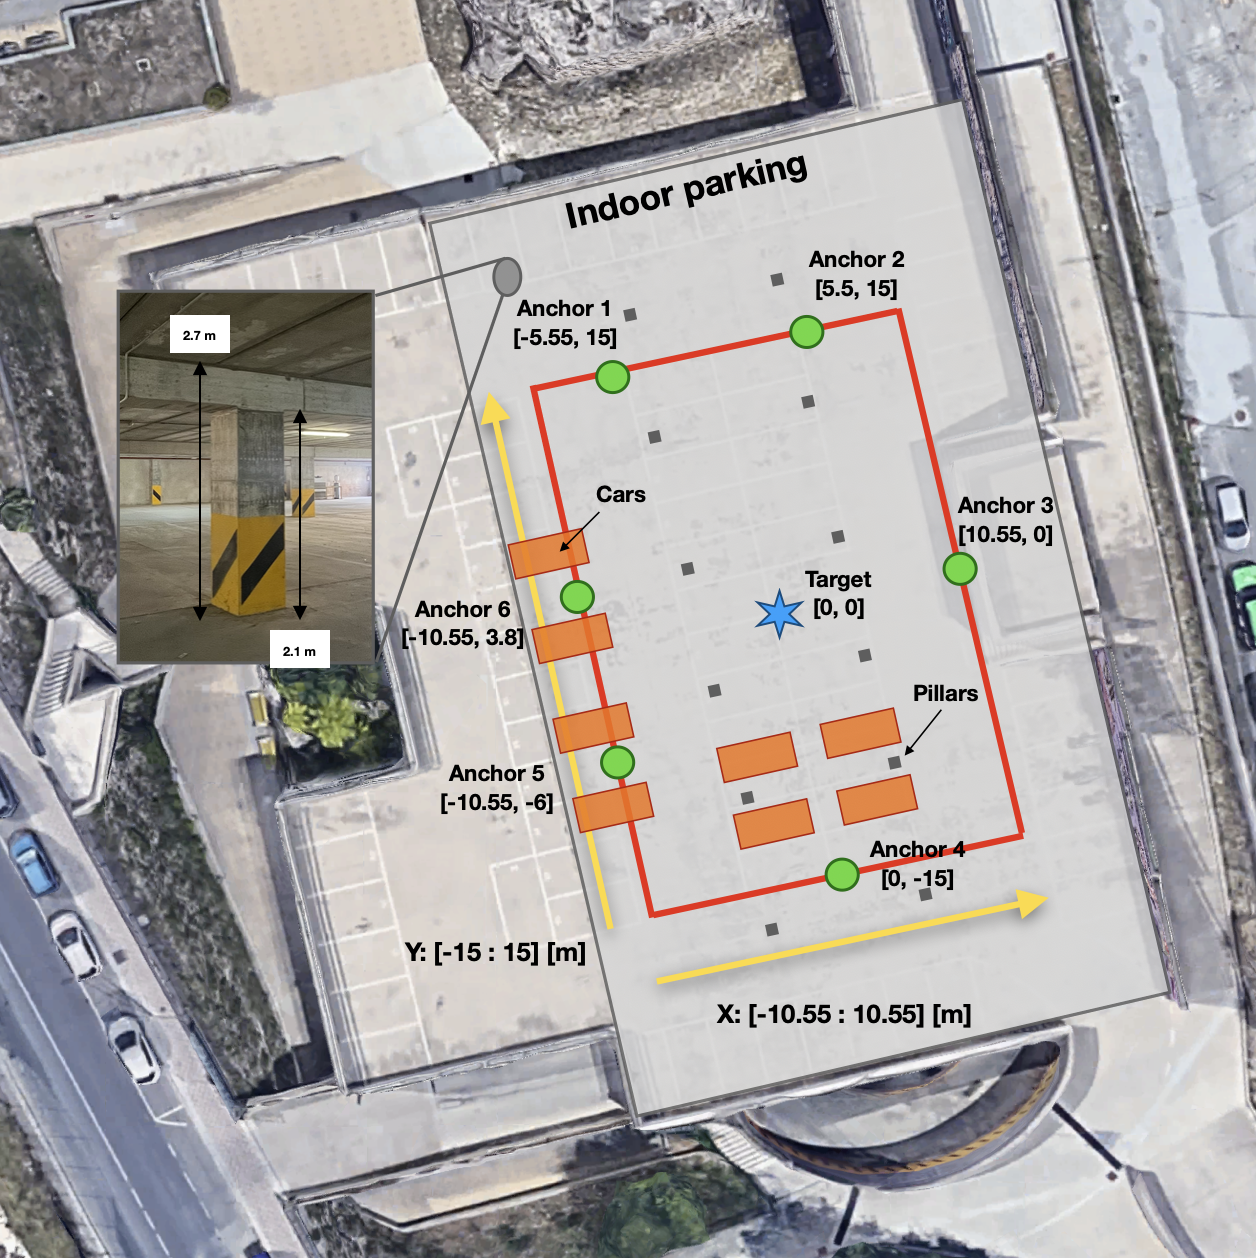 Indoor parking
Anchor 2
[5.5, 15]
Anchor 1
[-5.55, 15]
2.7 m
Cars
Anchor 3
[10.55, 0]
Target
[0, 0]
Anchor 6
[-10.55, 3.8]
2.1 m
Pillars
Anchor 5
[-10.55, -6]
Anchor 4
[0, -15]
Y: [-15 : 15] [m]
X: [-10.55 : 10.55] [m]